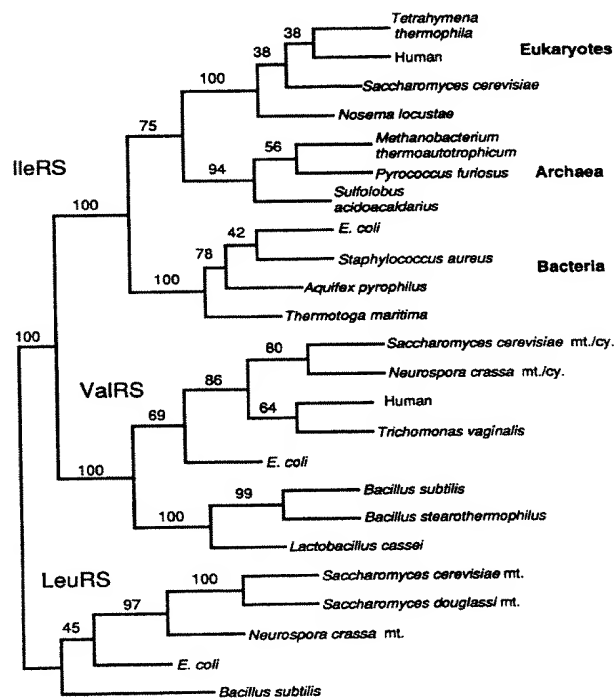 Tetrahymena
thermophila
38
38
Human
Eukaryotes
100
Saccharomyces cerevisiae
Nosema locustae
75
Methanobacterium
thermoautotrophicum
56
IleRS
94
Pyrococcus furiosus
Archaea
Sulfolobus
acidoacaldarius
100
E. coli
42
78
Staphylococcus aureus
Bacteria
100
Aquifex pyrophilus
Thermotoga maritima
100
Saccharomyces cerevisiae mt./cy.
80
ValRS
86
Neurospora crassa mt./cy.
Human
64
69
Trichomonas vaginalis
E. coli
100
Bacillus subtilis
99
100
Bacillus stearothermophilus
Lactobacillus cassei
LeuRS
Saccharomyces cerevisiae mt.
100
Saccharomyces douglassi mt.
97
Neurospora crassa mt.
45
E. coli
Bacillus subtilis